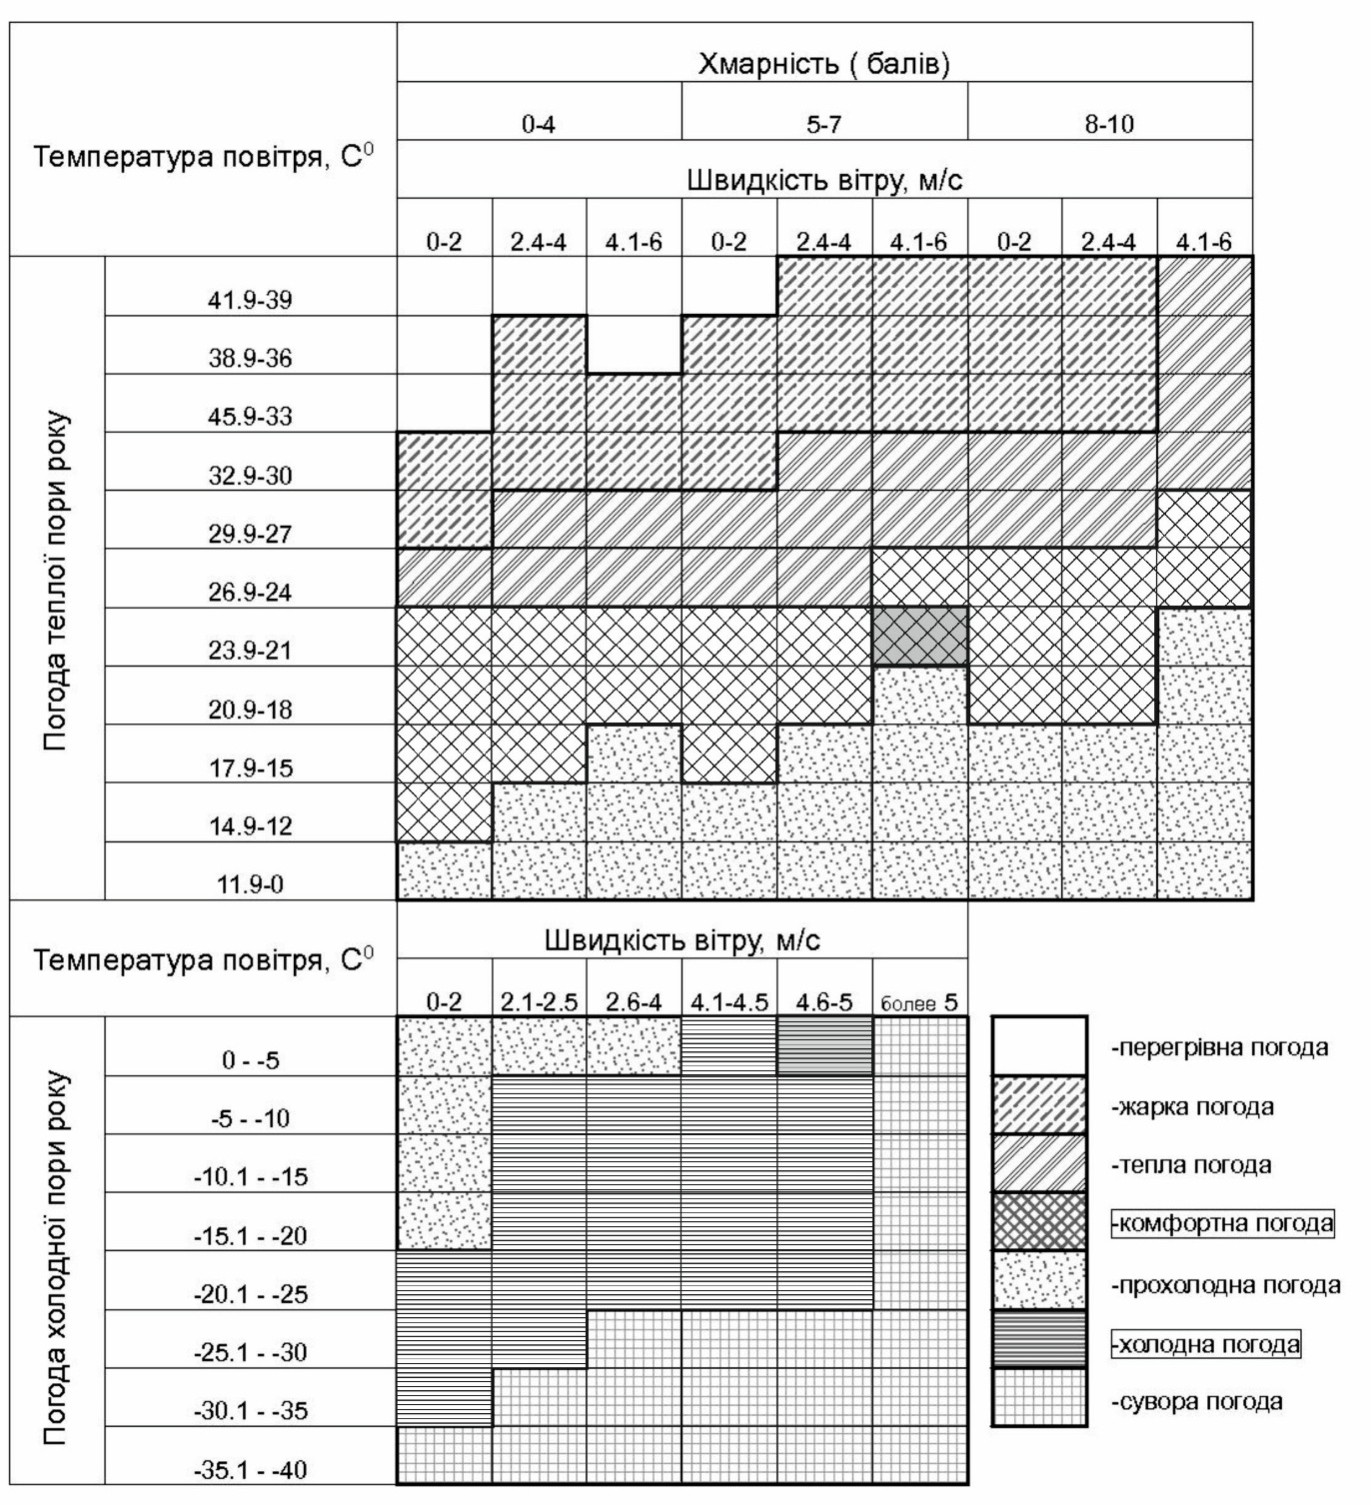 Хмарність ( балів)
0-4 5-7 8-10
Температура повітря, С⁰
Швидкість вітру, м/с
0-2 2.4-4 4.1-6 0-2 2.4-4 4.1-6 0-2 2.4-4 4.1-6
Погода теплої пори року
41.9-39
38.9-36
45.9-33
32.9-30
29.9-27
26.9-24
23.9-21
20.9-18
17.9-15
14.9-12
11.9-0
Температура повітря, С⁰
Швидкість вітру, м/с
0-2 2.1-2.5 2.6-4 4.1-4.5 4.6-5 более 5
Погода холодної пори року
0 - -5
-5 - -10
-10.1 - -15
-15.1 - -20
-20.1 - -25
-25.1 - -30
-30.1 - -35
-35.1 - -40
-перегрівна погода
-жарка погода
-тепла погода
-комфортна погода
-прохолодна погода
-холодна погода
-сувора погода